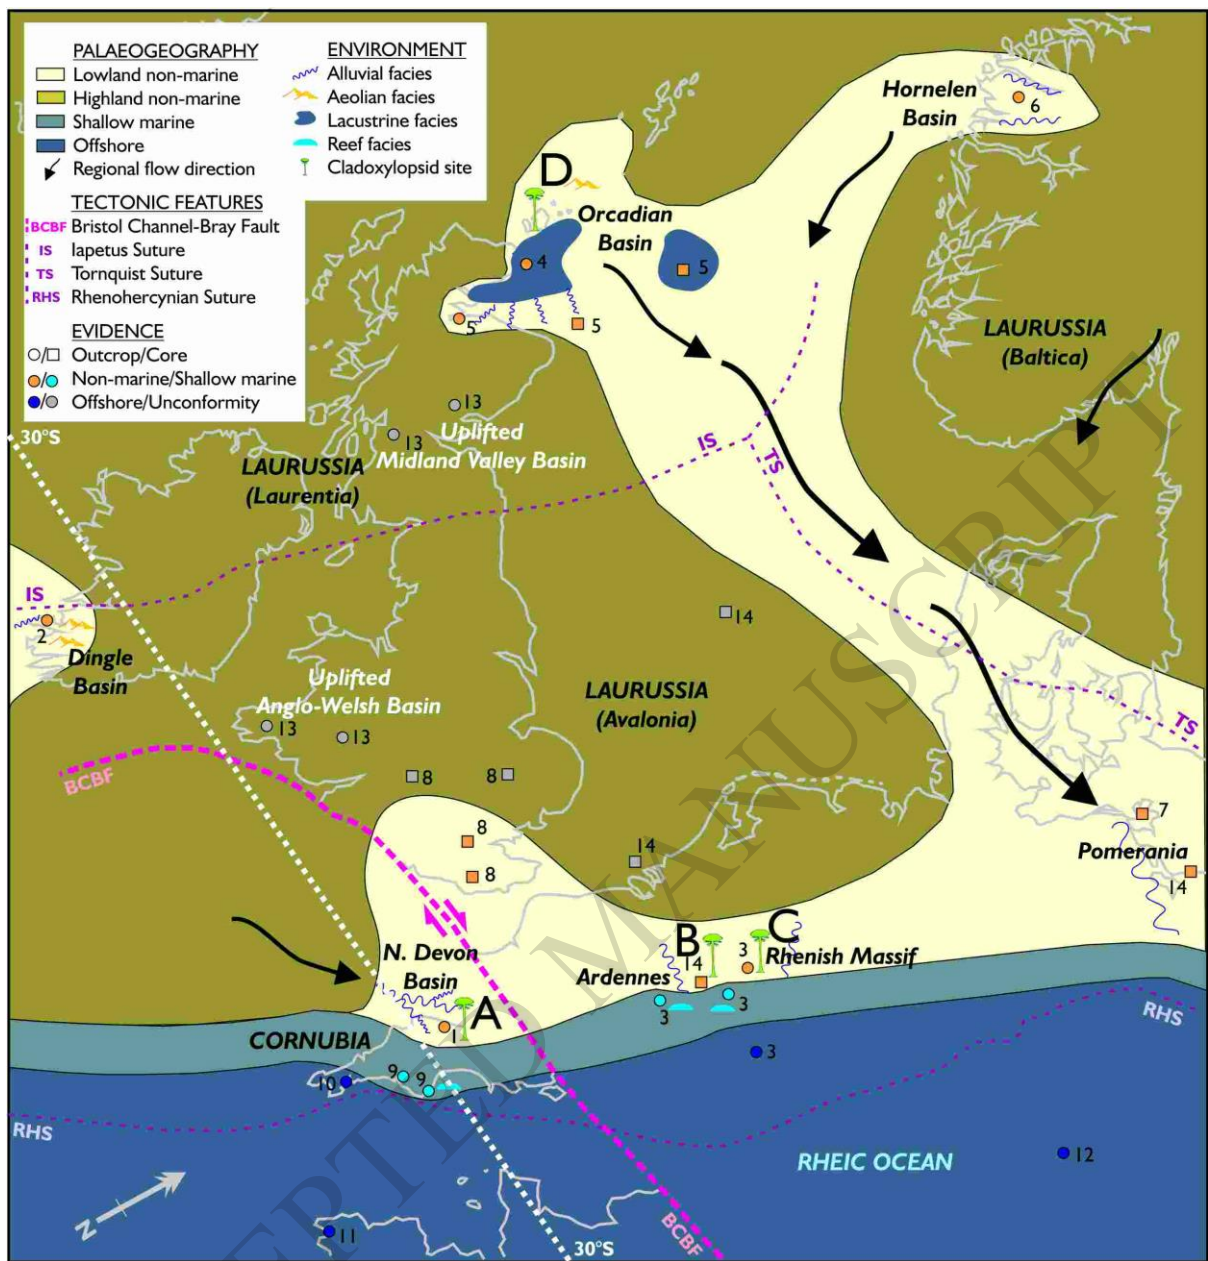 PALAEOGEOGRAPHY
Lowland non-marine
Highland non-marine
Shallow marine
Offshore
Regional flow direction
TECTONIC FEATURES
BCBF Bristol Channel-Bray Fault
IS Iapetus Suture
TS Tornquist Suture
RHS Rhenohercynian Suture
EVIDENCE
Outcrop/Core
Non-marine/Shallow marine
Offshore/Unconformity
ENVIRONMENT
Alluvial facies
Aeolian facies
Lacustrine facies
Reef facies
Cladoxylopsid site
Hornelen
Basin
6
D
Orcadian
Basin
4
5
5
5
LAURUSSIA
(Baltica)
13
13
Uplifted
Midland Valley Basin
30°S
LAURUSSIA
(Laurentia)
IS
TS
IS
2
Dingle
Basin
14
Uplifted
Anglo-Welsh Basin
13
13
LAURUSSIA
(Avalonia)
TS
BCBF
8
8
8
8
14
7
Pomerania
14
N. Devon
Basin
A
1
B
14
Ardennes
C
3
Rhenish Massif
3
3
CORNUBIA
9
9
10
3
RHS
RHS
RHEIC OCEAN
12
N
11
30°S
BCBF
ERTED MANUSCRIPT